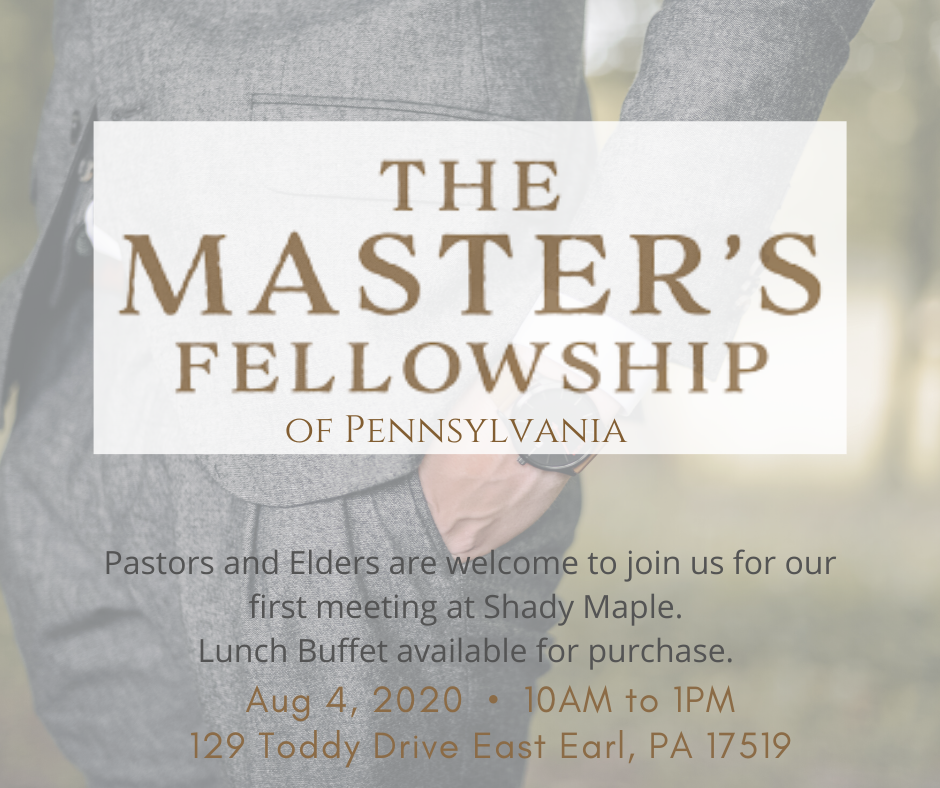 THE
MASTER'S
FELLOWSHIP
OF PENNSYLVANIA
Pastors and Elders are welcome to join us for our
first meeting at Shady Maple.
Lunch Buffet available for purchase.
Aug 4, 2020 • 10AM to 1PM
129 Toddy Drive East Earl, PA 17519